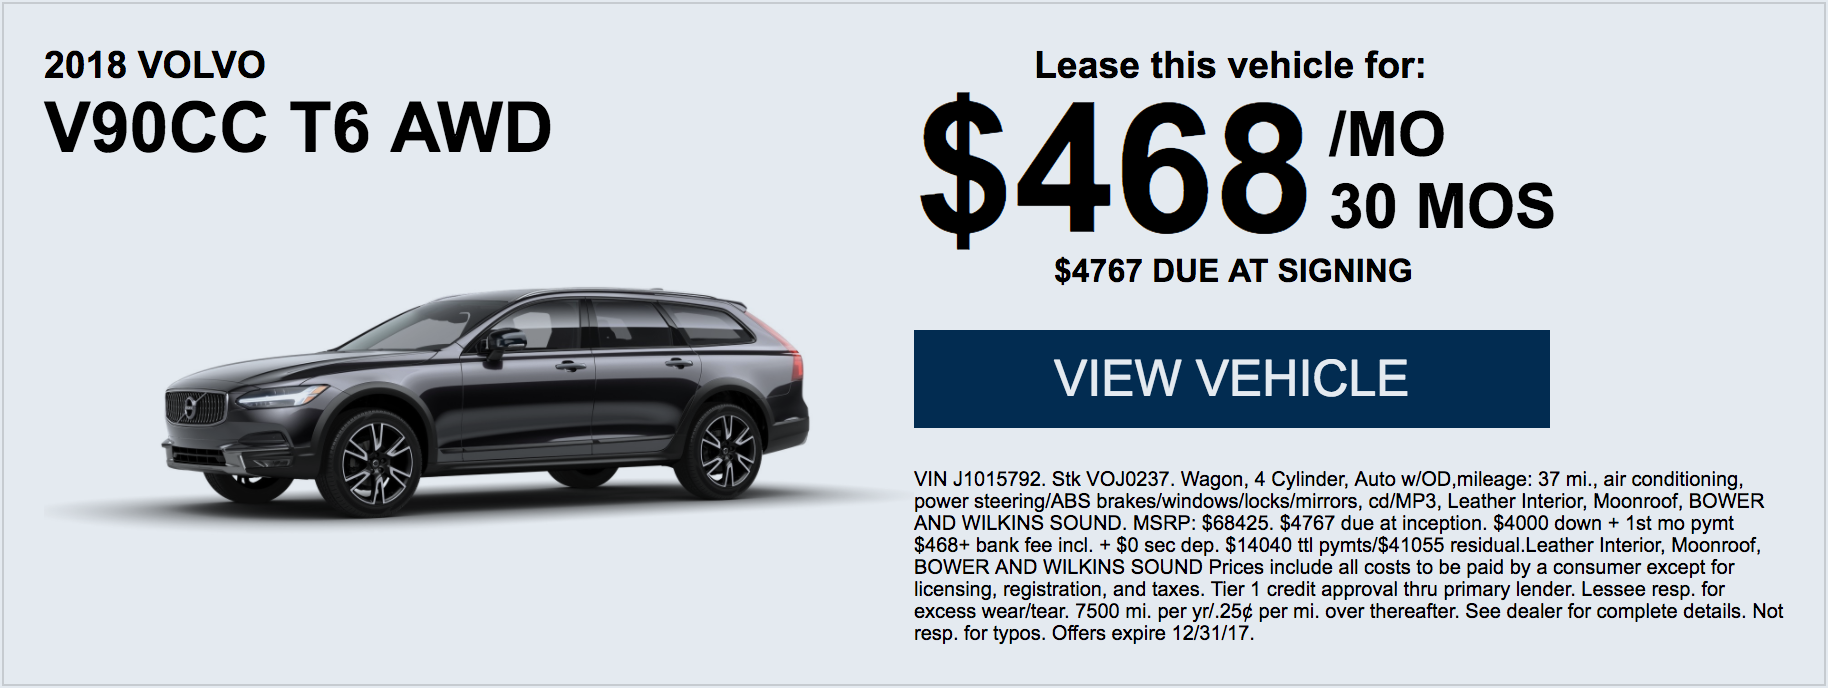 2018 VOLVO
V90CC T6 AWD
Lease this vehicle for:
$468 /MO
30 MOS
$4767 DUE AT SIGNING
VIEW VEHICLE
VIN J1015792. Stk VOJ0237. Wagon, 4 Cylinder, Auto w/OD,mileage: 37 mi., air conditioning,
power steering/ABS brakes/windows/locks/mirrors, cd/MP3, Leather Interior, Moonroof, BOWER
AND WILKINS SOUND. MSRP: $68425. $4767 due at inception. $4000 down + 1st mo pymt
$468+ bank fee incl. + $0 sec dep. $14040 ttl pymts/$41055 residual.Leather Interior, Moonroof,
BOWER AND WILKINS SOUND Prices include all costs to be paid by a consumer except for
licensing, registration, and taxes. Tier 1 credit approval thru primary lender. Lessee resp. for
excess wear/tear. 7500 mi. per yr/.25¢ per mi. over thereafter. See dealer for complete details. Not
resp. for typos. Offers expire 12/31/17.